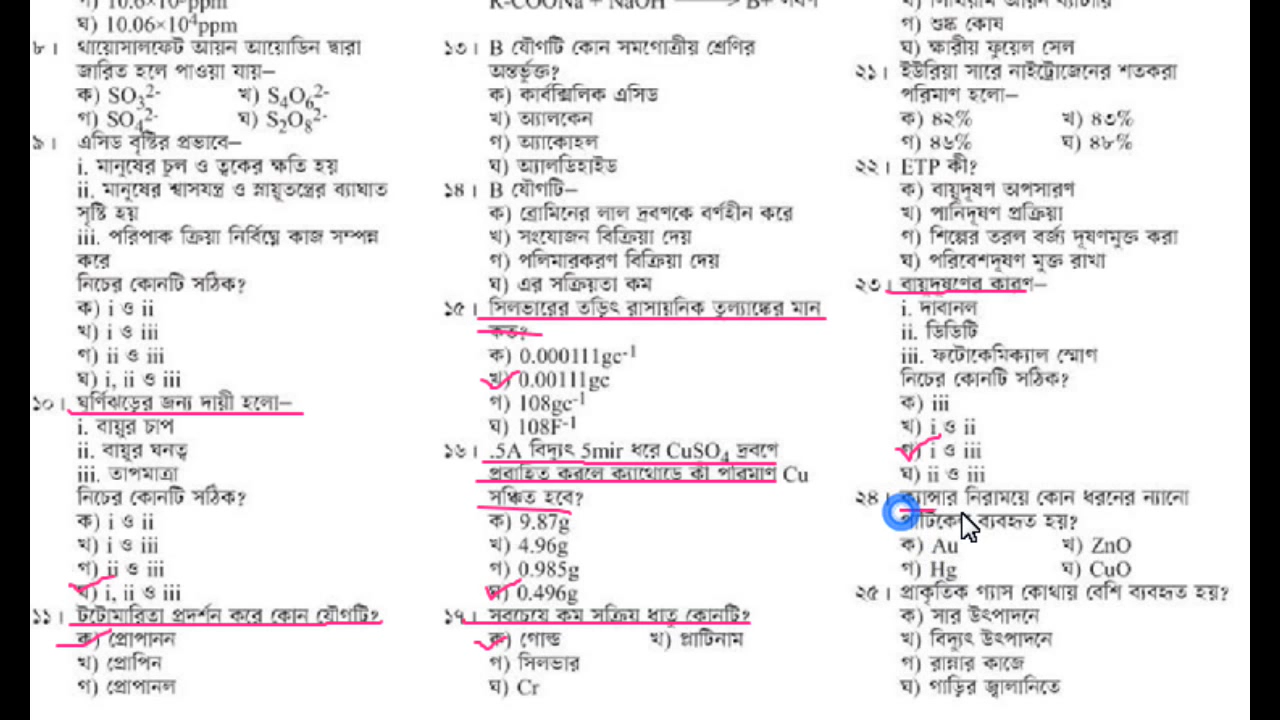 গ) 10.6×10⁵ppm
ঘ) 10.06×10⁴ppm
৮। থায়োসালফেট আয়ন আয়োডিন দ্বারা
জারিত হলে পাওয়া যায়–
ক) SO₃²⁻ খ) S₄O₆²⁻
গ) SO₄²⁻ ঘ) S₂O₈²⁻
৯। এসিড বৃষ্টির প্রভাবে–
i. মানুষের চুল ও ত্বকের ক্ষতি হয়
ii. মানুষের শ্বাসযন্ত্র ও স্নায়ুতন্ত্রের ব্যাঘাত
সৃষ্টি হয়
iii. পরিপাক ক্রিয়া নির্বিঘ্নে কাজ সম্পন্ন
করে
নিচের কোনটি সঠিক?
ক) i ও ii
খ) i ও iii
গ) ii ও iii
ঘ) i, ii ও iii
১০। ঘূর্ণিঝড়ের জন্য দায়ী হলো–
i. বায়ুর চাপ
ii. বায়ুর ঘনত্ব
iii. তাপমাত্রা
নিচের কোনটি সঠিক?
ক) i ও ii
খ) i ও iii
গ) ii ও iii
ঘ) i, ii ও iii
১১। টটোমারিতা প্রদর্শন করে কোন যৌগটি?
ক) প্রোপানন
খ) প্রোপিন
গ) প্রোপানল
R-COONa + NaOH ⟶ B+
১৩। B যৌগটি কোন সমগোত্রীয় শ্রেণির
অন্তর্ভুক্ত?
ক) কার্বক্সিলিক এসিড
খ) অ্যালকেন
গ) অ্যাকোহল
ঘ) অ্যালডিহাইড
১৪। B যৌগটি–
ক) ব্রোমিনের লাল দ্রবণকে বর্ণহীন করে
খ) সংযোজন বিক্রিয়া দেয়
গ) পলিমারকরণ বিক্রিয়া দেয়
ঘ) এর সক্রিয়তা কম
১৫। সিলভারের তড়িৎ রাসায়নিক তুল্যাঙ্কের মান
কত?
ক) 0.000111gc⁻¹
খ) 0.00111gc
গ) 108gc⁻¹
ঘ) 108F⁻¹
১৬। .5A বিদ্যুৎ 5mir ধরে CuSO₄ দ্রবণে
প্রবাহিত করলে ক্যাথোডে কী পরিমাণ Cu
সঞ্চিত হবে?
ক) 9.87g
খ) 4.96g
গ) 0.985g
ঘ) 0.496g
১৭। সবচেয়ে কম সক্রিয় ধাতু কোনটি?
ক) গোল্ড খ) প্লাটিনাম
গ) সিলভার
ঘ) Cr
গ) শুষ্ক কোষ
ঘ) ক্ষারীয় ফুয়েল সেল
২১। ইউরিয়া সারে নাইট্রোজেনের শতকরা
পরিমাণ হলো–
ক) ৪২% খ) ৪৩%
গ) ৪৬% ঘ) ৪৮%
২২। ETP কী?
ক) বায়ুদূষণ অপসারণ
খ) পানিদূষণ প্রক্রিয়া
গ) শিল্পের তরল বর্জ্য দূষণমুক্ত করা
ঘ) পরিবেশদূষণ মুক্ত রাখা
২৩। বায়ুদূষণের কারণ–
i. দাবানল
ii. ডিডিটি
iii. ফটোকেমিক্যাল স্মোগ
নিচের কোনটি সঠিক?
ক) iii
খ) i ও ii
গ) i ও iii
ঘ) ii ও iii
২৪। ক্যান্সার নিরাময়ে কোন ধরনের ন্যানো
পার্টিকেল ব্যবহৃত হয়?
ক) Au খ) ZnO
গ) Hg ঘ) CuO
২৫। প্রাকৃতিক গ্যাস কোথায় বেশি ব্যবহৃত হয়?
ক) সার উৎপাদনে
খ) বিদ্যুৎ উৎপাদনে
গ) রান্নার কাজে
ঘ) গাড়ির জ্বালানিতে